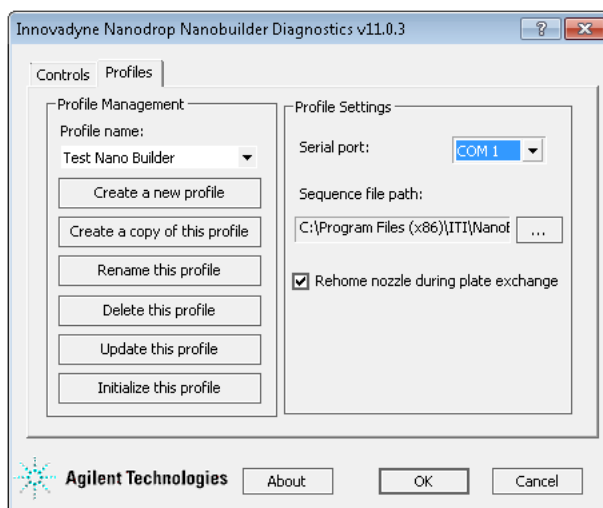 Innovadyne Nanodrop Nanobuilder Diagnostics v11.0.3
?
Controls
Profiles
Profile Management
Profile name:
Test Nano Builder
Create a new profile
Create a copy of this profile
Rename this profile
Delete this profile
Update this profile
Initialize this profile
Profile Settings
Serial port:
COM 1
Sequence file path:
C:\Program Files (x86)\ITI\Nano
...
Rehome nozzle during plate exchange
Agilent Technologies
About
OK
Cancel